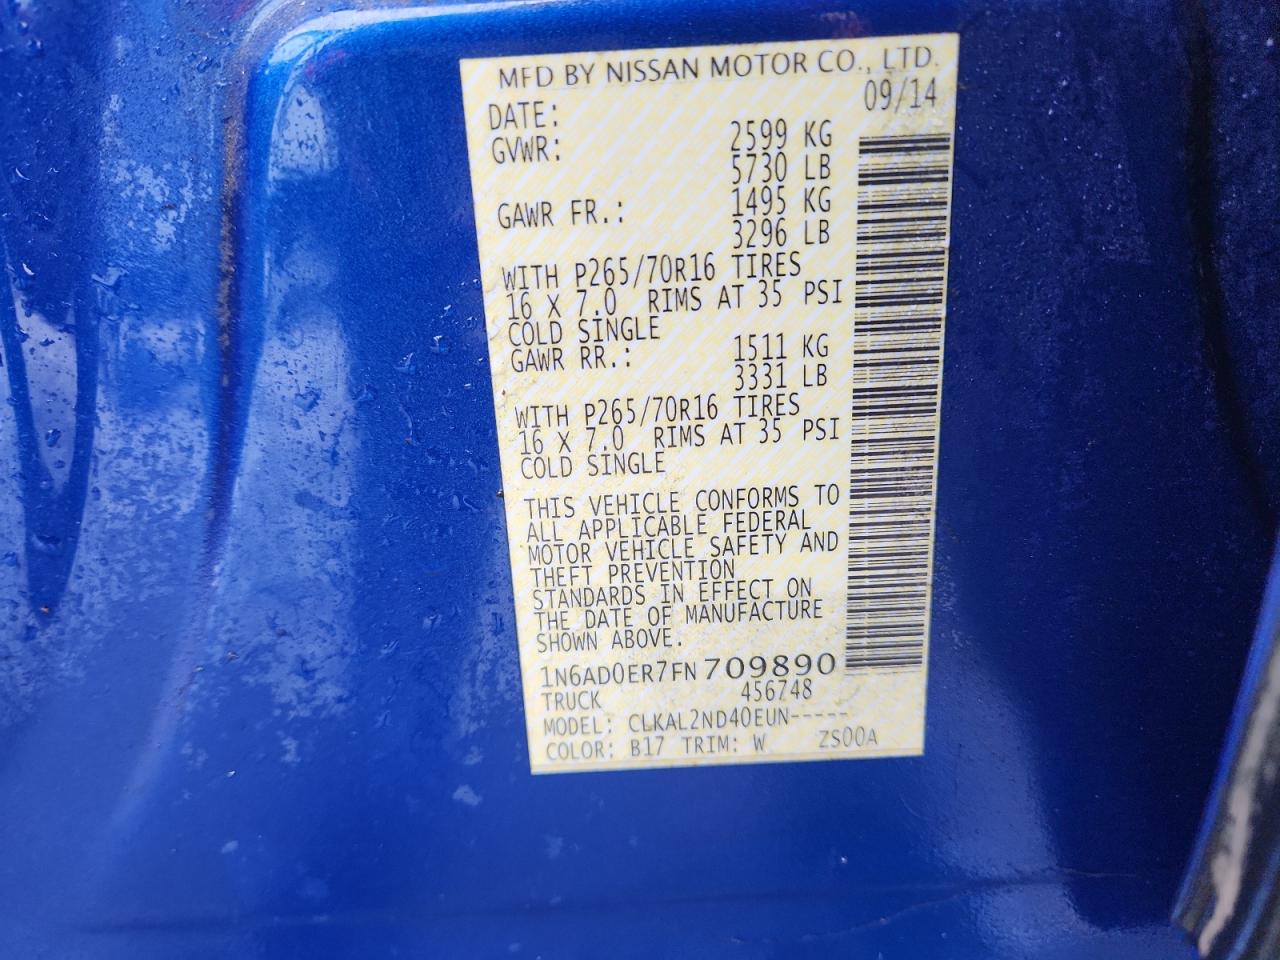 MFD BY NISSAN MOTOR CO., LTD.
DATE: 09/14
GVWR: 2599 KG
5730 LB
GAWR FR.: 1495 KG
3296 LB
WITH P265/70R16 TIRES
16 X 7.0 RIMS AT 35 PSI
COLD SINGLE
GAWR RR.: 1511 KG
3331 LB
WITH P265/70R16 TIRES
16 X 7.0 RIMS AT 35 PSI
COLD SINGLE
THIS VEHICLE CONFORMS TO
ALL APPLICABLE FEDERAL
MOTOR VEHICLE SAFETY AND
THEFT PREVENTION
STANDARDS IN EFFECT ON
THE DATE OF MANUFACTURE
SHOWN ABOVE.
1N6AD0ER7FN 709890
TRUCK 456748
MODEL: CLKAL2ND40EUN-----
COLOR: B17 TRIM: W ZS00A